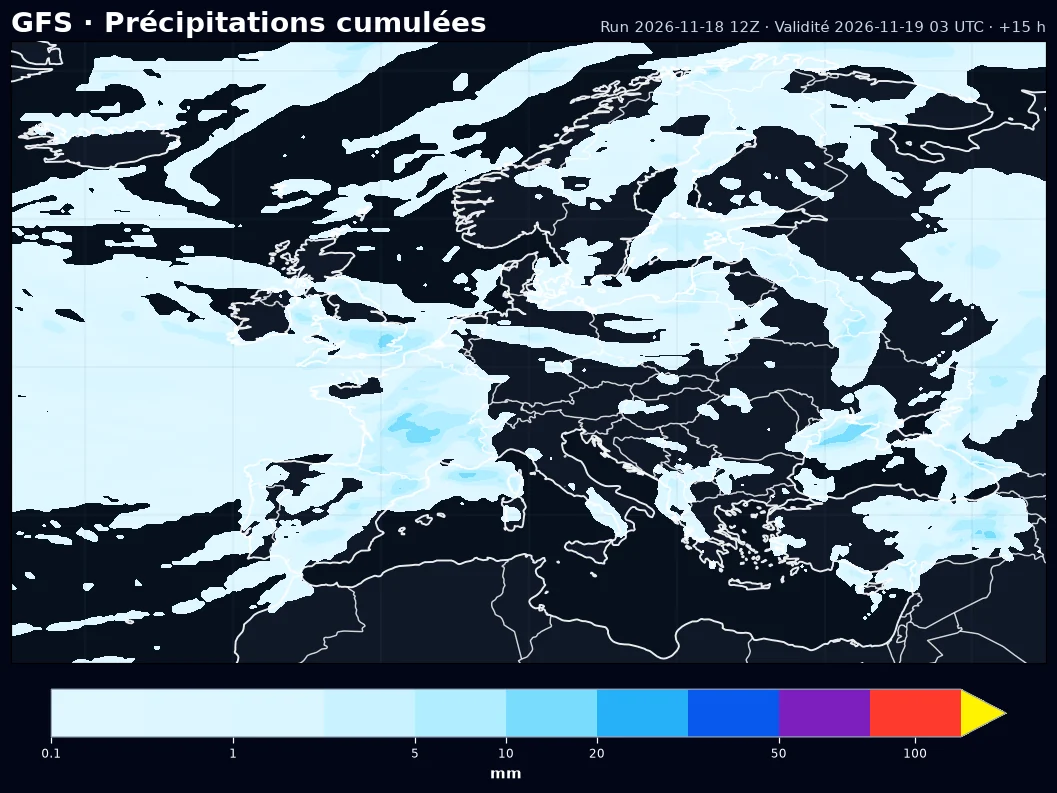 GFS · Précipitations cumulées
Run 2026-11-18 12Z · Validité 2026-11-19 03 UTC · +15 h
0.1 1 5 10 20 50 100
mm